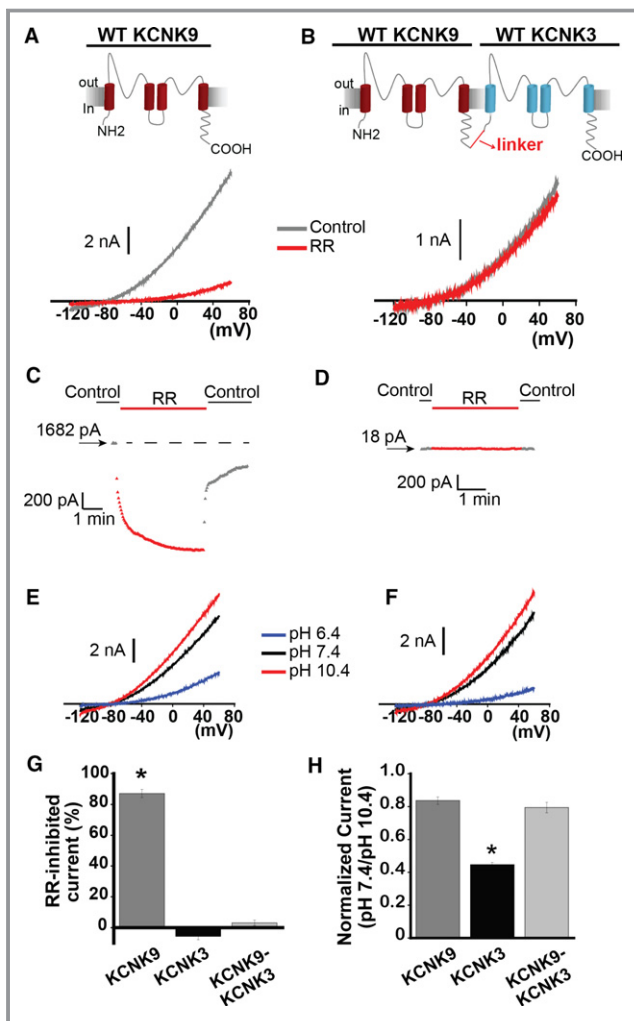 A
WT KCNK9
out
In
NH2
COOH
2 nA
-120 -80 -40 0 40 80
(mV)
B
WT KCNK9 WT KCNK3
out
in
NH2
linker
COOH
Control
RR
1 nA
-120 -80 -40 0 40 80
(mV)
C
Control RR Control
1682 pA
200 pA
1 min
D
Control RR Control
18 pA
200 pA
1 min
E
2 nA
-120 -80 -40 0 40 80
(mV)
pH 6.4
pH 7.4
pH 10.4
F
2 nA
-120 -80 -40 0 40 80
(mV)
G
RR-inhibited
current (%)
100
80
60
40
20
0
*
KCNK9
KCNK3
KCNK9-
KCNK3
H
Normalized Current
(pH 7.4/pH 10.4)
1.0
0.8
0.6
0.4
0.2
0
*
KCNK9
KCNK3
KCNK9-
KCNK3